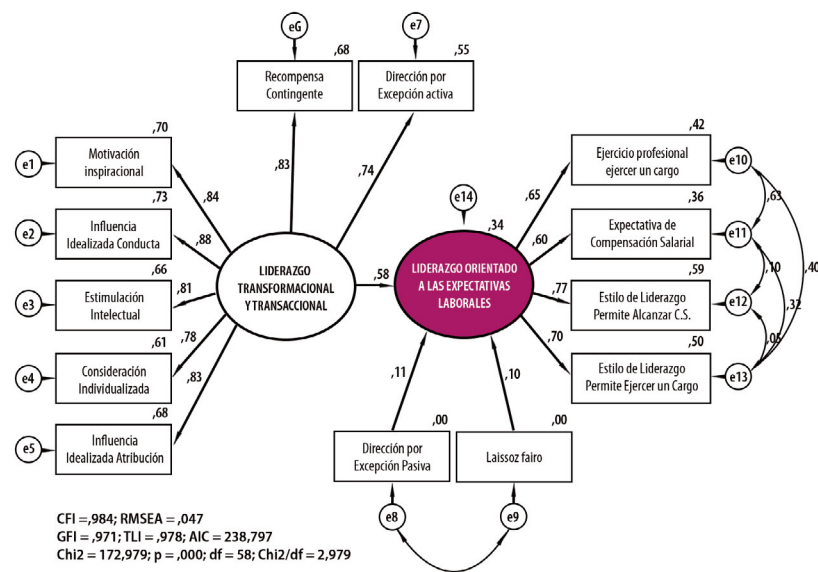 eG
e7
,68
,55
Recompensa
Contingente
Dirección por
Excepción activa
,70
e1
Motivación
inspiracional
,84
,83
,74
,73
e2
Influencia
Idealizada Conducta
,88
,66
e3
Estimulación
Intelectual
,81
,61
e4
Consideración
Individualizada
,78
,68
e5
Influencia
Idealizada Atribución
,83
LIDERAZGO
TRANSFORMACIONAL
Y TRANSACCIONAL
,58
e14
,34
LIDERAZGO ORIENTADO
A LAS EXPECTATIVAS
LABORALES
,42
,65
Ejercicio profesional
ejercer un cargo
e10
,63
,36
,60
Expectativa de
Compensación Salarial
e11
,10
,40
,59
,77
Estilo de Liderazgo
Permite Alcanzar C.S.
e12
,32
,05
,50
,70
Estilo de Liderazgo
Permite Ejercer un Cargo
e13
,11
,10
,00
,00
Dirección por
Excepción Pasiva
Laissoz fairo
e8
e9
CFI =,984; RMSEA = ,047
GFI = ,971; TLI = ,978; AIC = 238,797
Chi2 = 172,979; p = ,000; df = 58; Chi2/df = 2,979